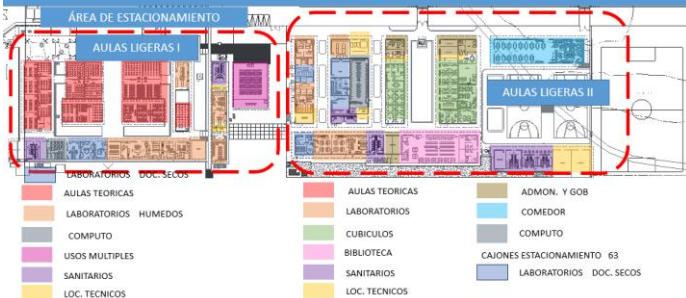 ÁREA DE ESTACIONAMIENTO
AULAS LIGERAS I
AULAS LIGERAS II
LABORATORIOS DOC. SECOS
AULAS TEORICAS
LABORATORIOS HUMEDOS
COMPUTO
USOS MULTIPLES
SANITARIOS
LOC. TECNICOS
AULAS TEORICAS
LABORATORIOS
CUBICULOS
BIBLIOTECA
SANITARIOS
LOC. TECNICOS
ADMON. Y GOB
COMEDOR
COMPUTO
CAJONES ESTACIONAMIENTO 63
LABORATORIOS DOC. SECOS